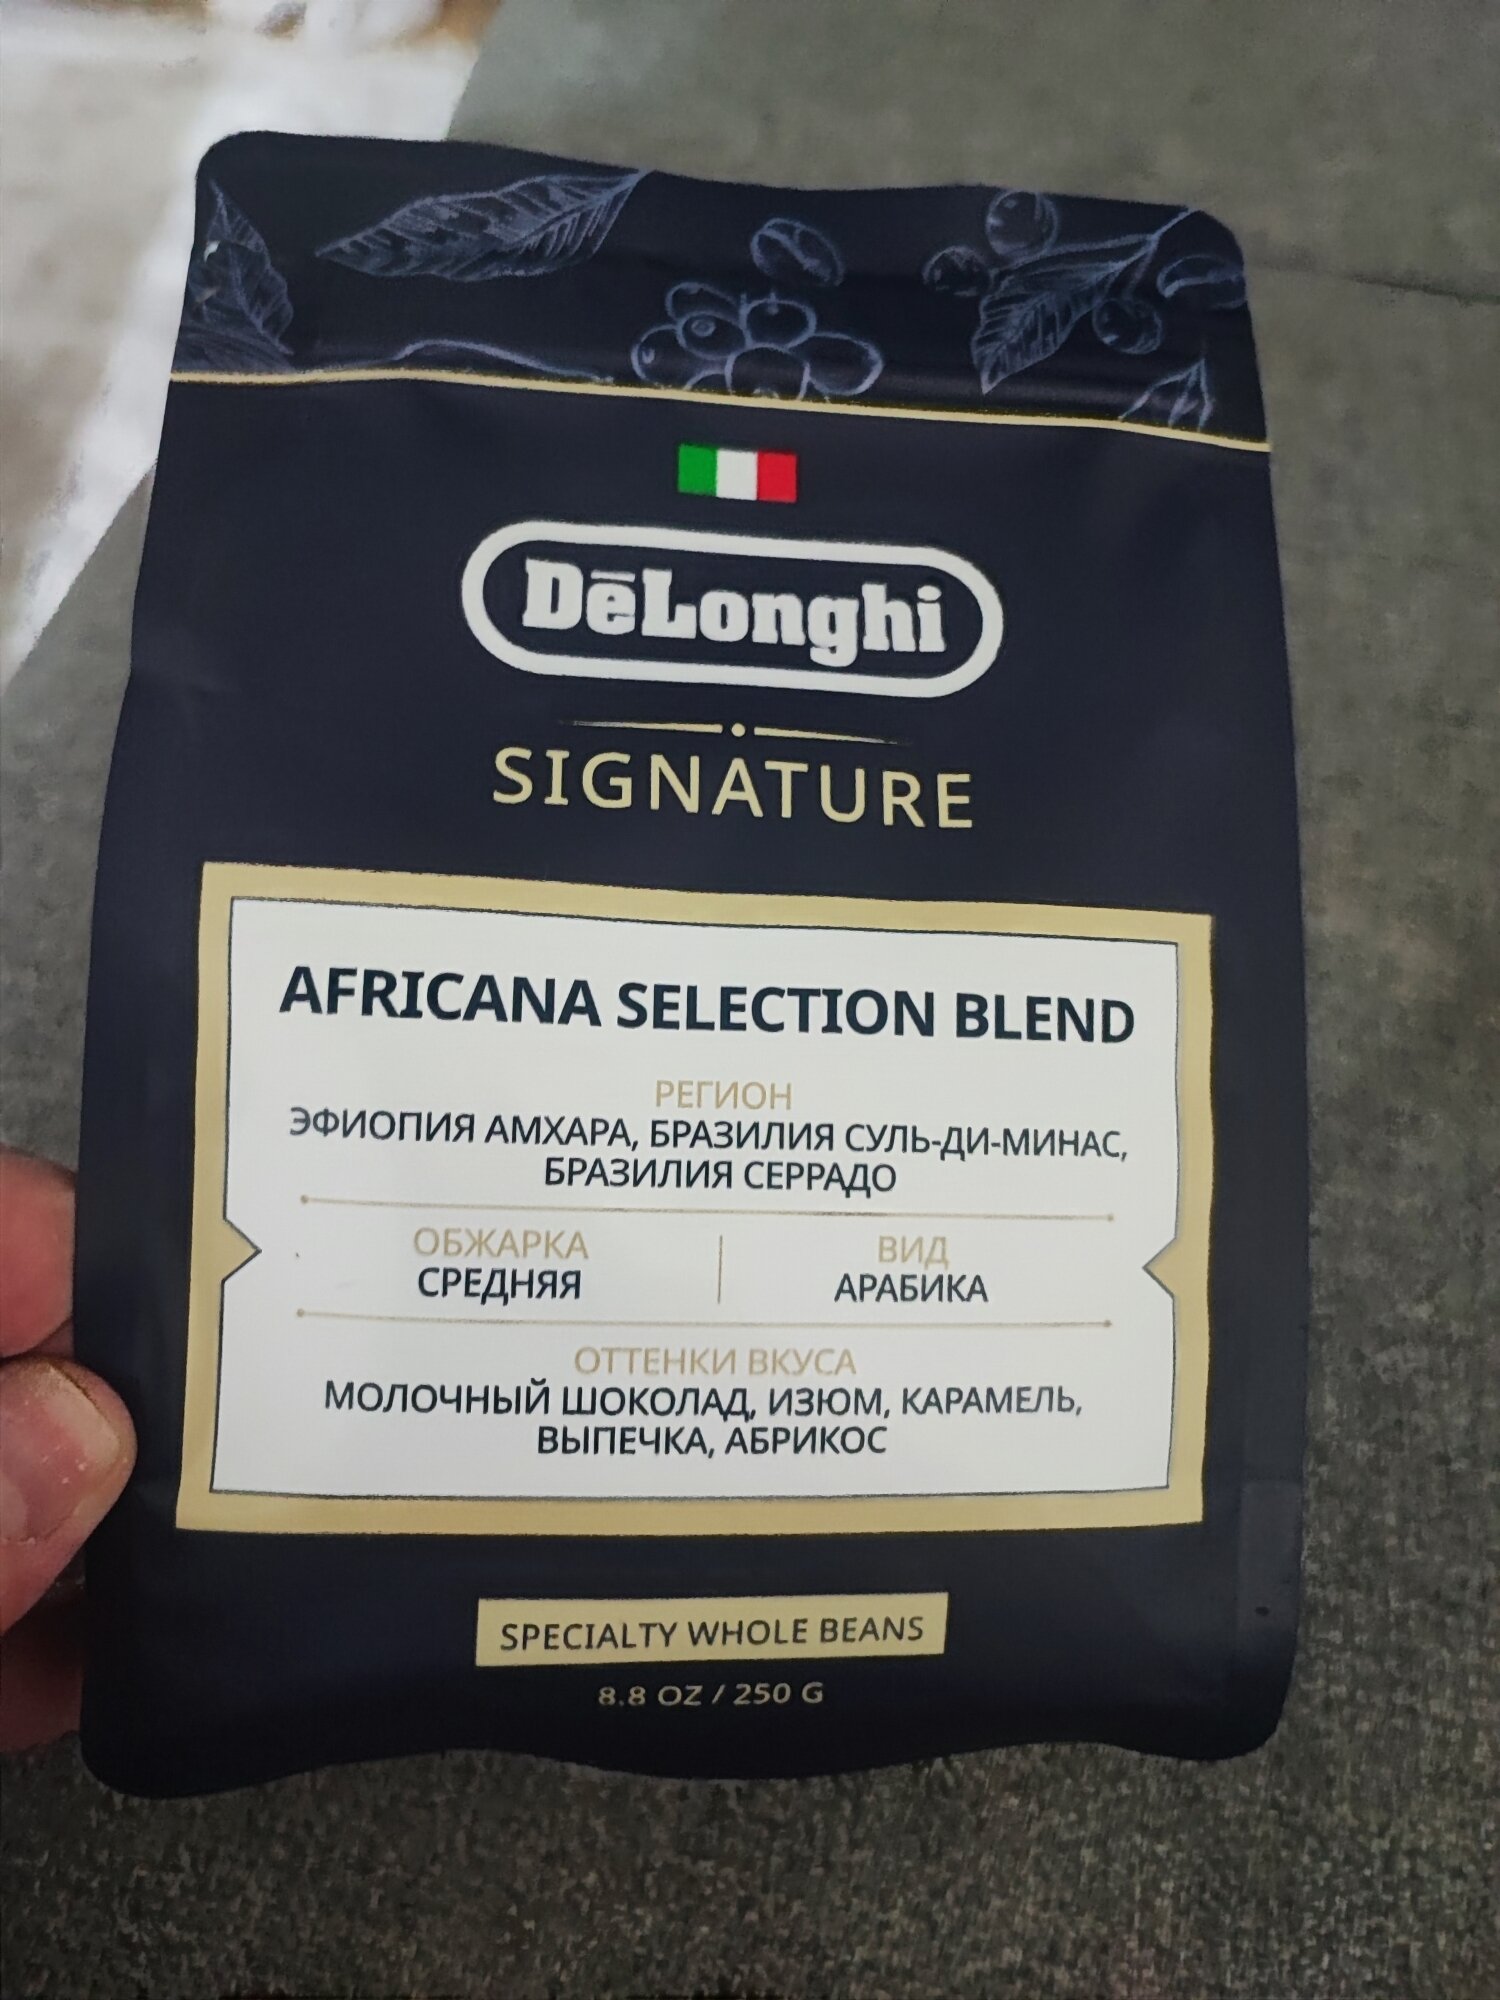 DēLonghi
SIGNATURE
AFRICANA SELECTION BLEND
РЕГИОН
ЭФИОПИЯ АМХАРА, БРАЗИЛИЯ СУЛЬ-ДИ-МИНАС,
БРАЗИЛИЯ СЕРРАДО
ОБЖАРКА
СРЕДНЯЯ
ВИД
АРАБИКА
ОТТЕНКИ ВКУСА
МОЛОЧНЫЙ ШОКОЛАД, ИЗЮМ, КАРАМЕЛЬ,
ВЫПЕЧКА, АБРИКОС
SPECIALTY WHOLE BEANS
8.8 OZ / 250 G